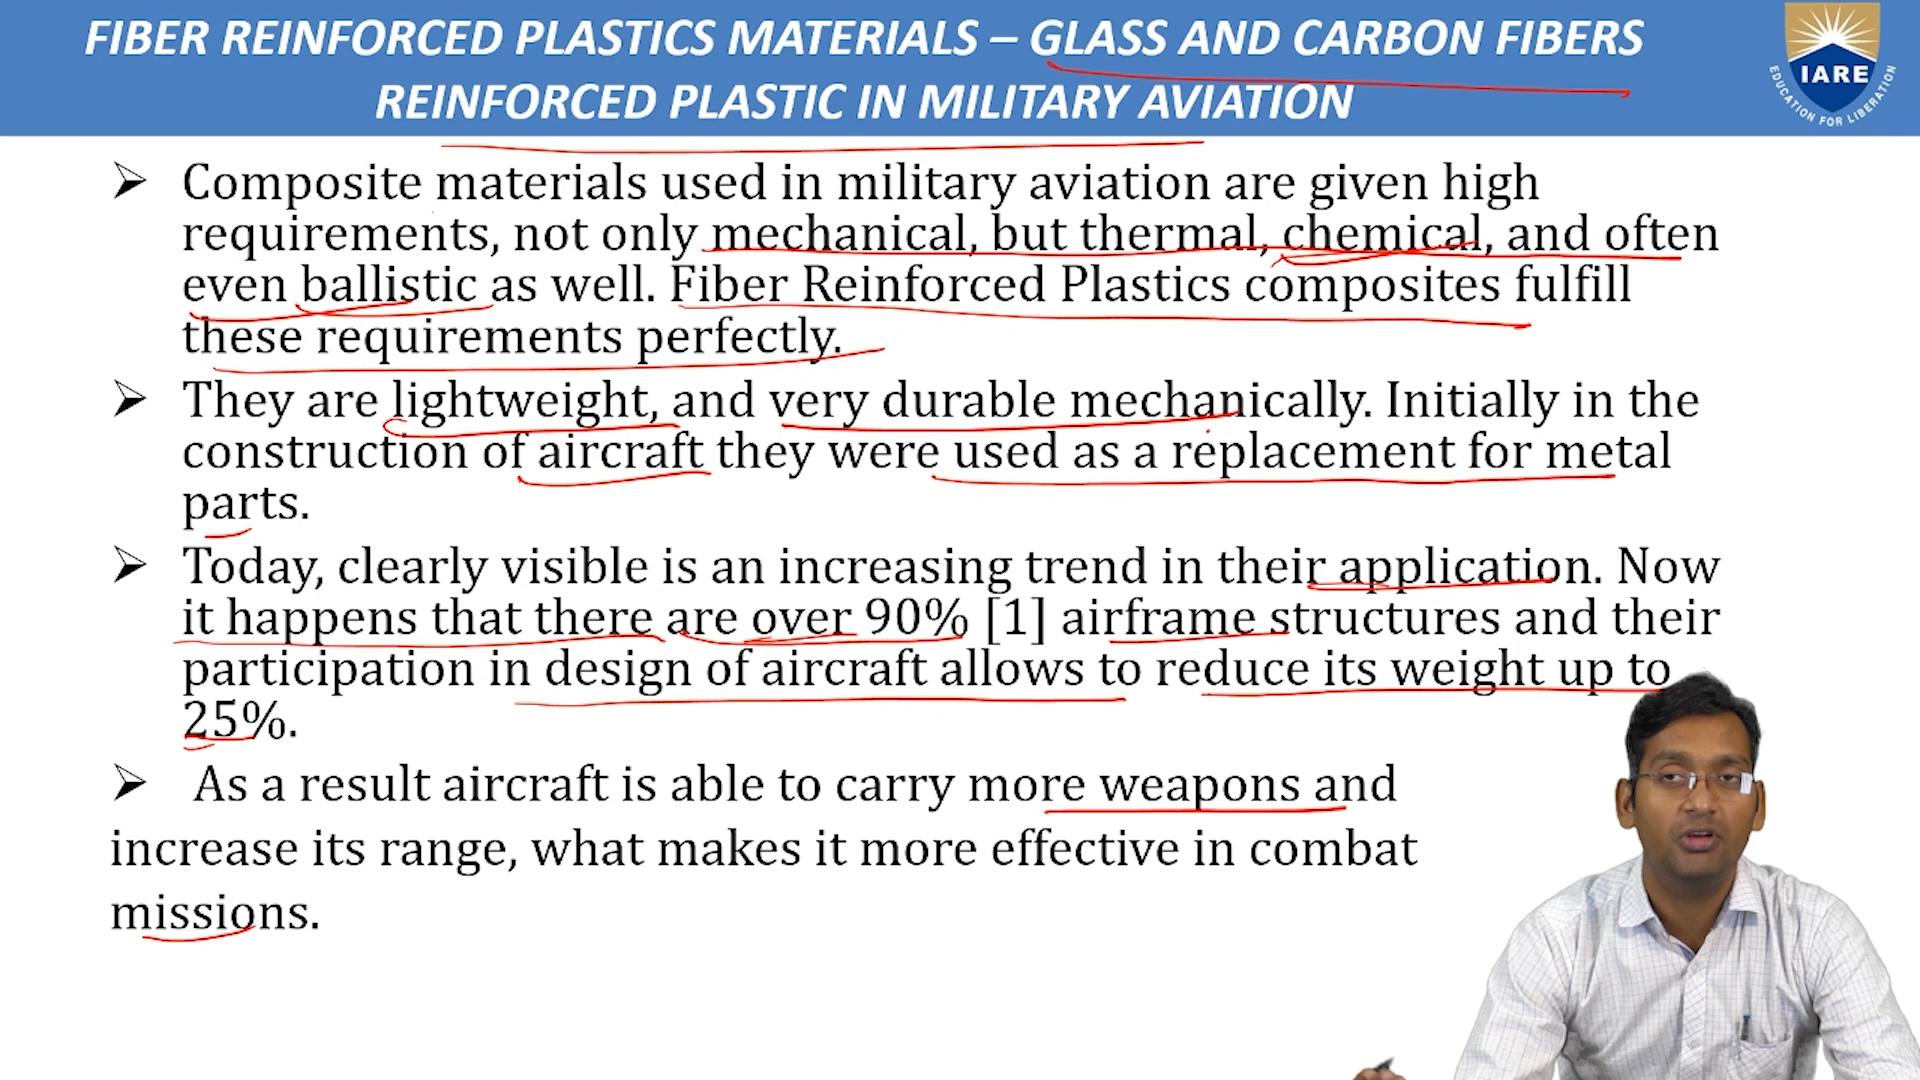 FIBER REINFORCED PLASTICS MATERIALS – GLASS AND CARBON FIBERS
REINFORCED PLASTIC IN MILITARY AVIATION
IARE
EDUCATION FOR LIBERATION
➢ Composite materials used in military aviation are given high
requirements, not only mechanical, but thermal, chemical, and often
even ballistic as well. Fiber Reinforced Plastics composites fulfill
these requirements perfectly.
➢ They are lightweight, and very durable mechanically. Initially in the
construction of aircraft they were used as a replacement for metal
parts.
➢ Today, clearly visible is an increasing trend in their application. Now
it happens that there are over 90% [1] airframe structures and their
participation in design of aircraft allows to reduce its weight up to
25%.
➢ As a result aircraft is able to carry more weapons and
increase its range, what makes it more effective in combat
missions.